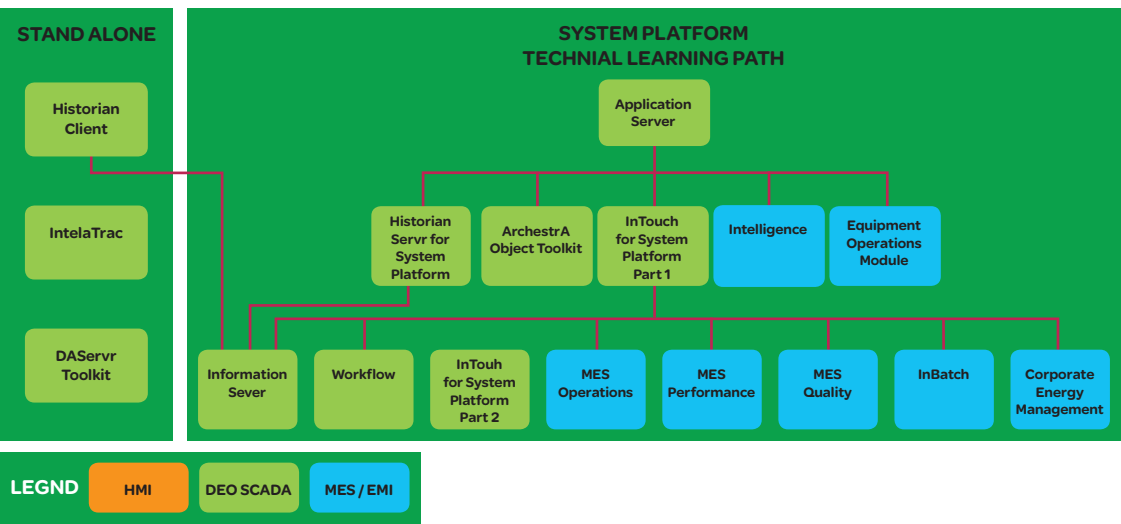 STAND ALONE
Historian
Client
IntelaTrac
DAServr
Toolkit
SYSTEM PLATFORM
TECHNIAL LEARNING PATH
Application
Server
Historian
Servr for
System
Platform
ArchestrA
Object Toolkit
InTouch
for System
Platform
Part 1
Intelligence
Equipment
Operations
Module
Information
Sever
Workflow
InTouh
for System
Platform
Part 2
MES
Operations
MES
Performance
MES
Quality
InBatch
Corporate
Energy
Management
LEGND
HMI
DEO SCADA
MES / EMI